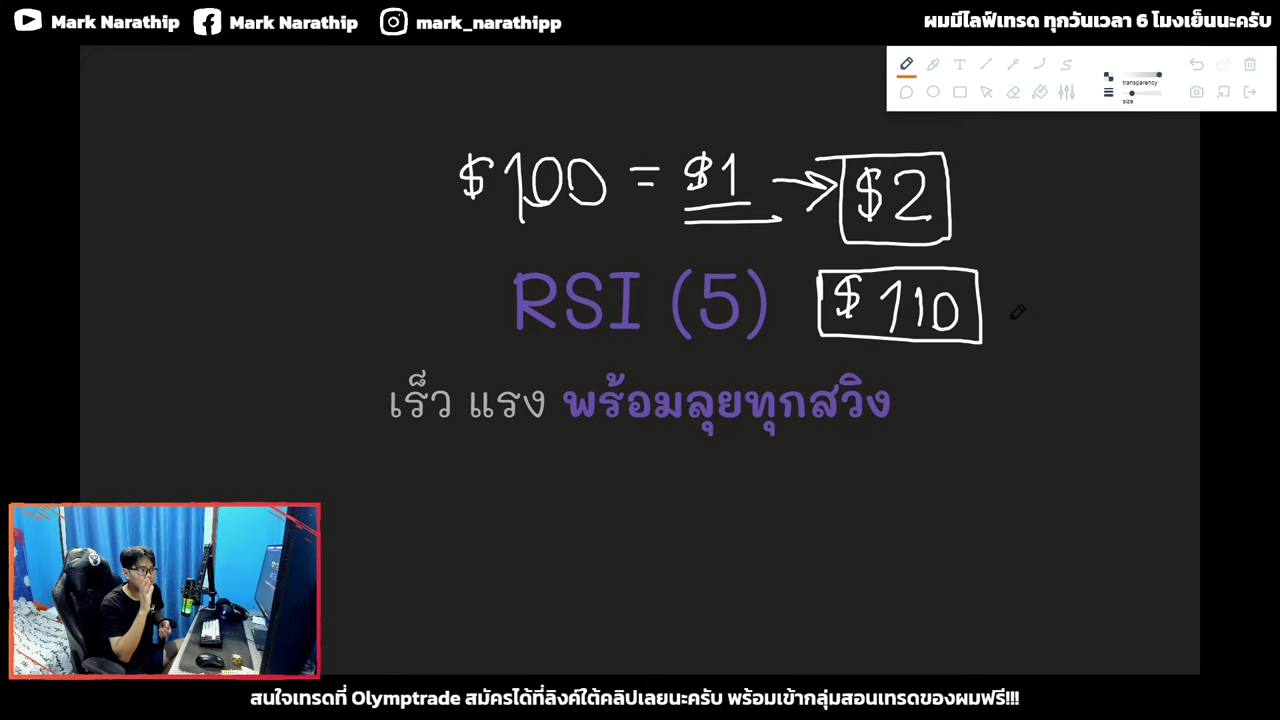 Mark Narathip Mark Narathip mark_narathipp ผมมีไลฟ์เทรด ทุกวันเวลา 6 โมงเย็นนะครับ
transparency
size
$100 = $1 → $2
RSI (5) $110
เร็ว แรง พร้อมลุยทุกสวิง
สนใจเทรดที่ Olymptrade สมัครได้ที่ลิงค์ใต้คลิปเลยนะครับ พร้อมเข้ากลุ่มสอนเทรดของผมฟรี!!!